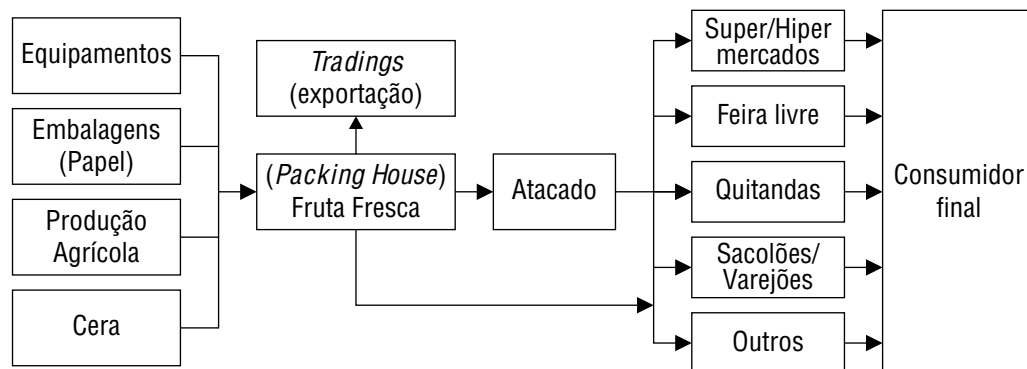 Equipamentos
Embalagens
(Papel)
Produção
Agrícola
Cera
Tradings
(exportação)
(Packing House)
Fruta Fresca
Atacado
Super/Hiper
mercados
Feira livre
Quitandas
Sacolões/
Varejões
Outros
Consumidor
final